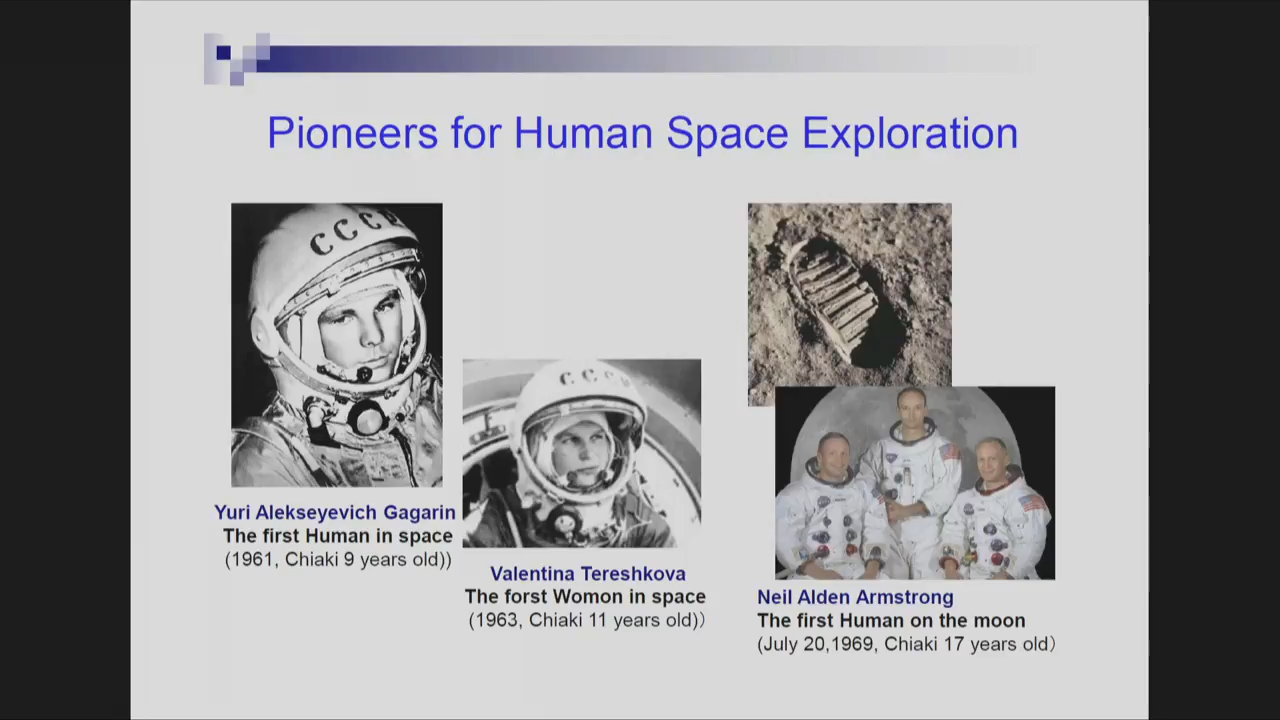 Pioneers for Human Space Exploration
CCCP
Yuri Alekseyevich Gagarin
The first Human in space
(1961, Chiaki 9 years old))
CCCP
Valentina Tereshkova
The forst Womon in space
(1963, Chiaki 11 years old)）
Neil Alden Armstrong
The first Human on the moon
(July 20,1969, Chiaki 17 years old）